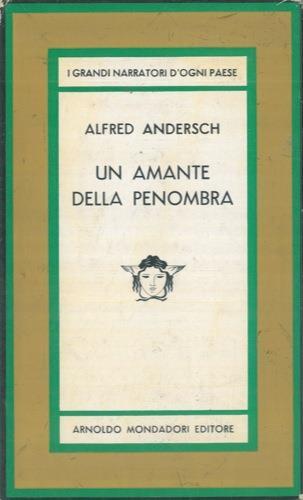 I GRANDI NARRATORI D'OGNI PAESE
ALFRED ANDERSCH
UN AMANTE
DELLA PENOMBRA
ARNOLDO MONDADORI EDITORE